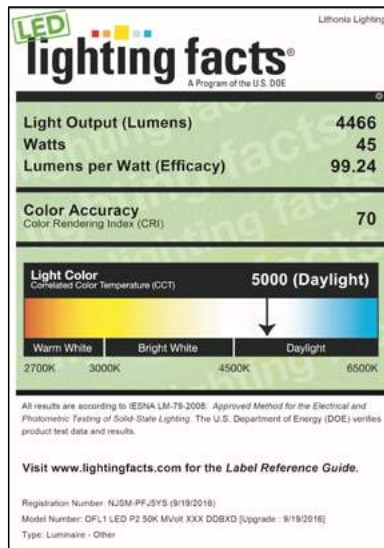 LED
Lithonia Lighting
lighting facts®
A Program of the U.S. DOE
Light Output (Lumens) 4466
Watts 45
Lumens per Watt (Efficacy) 99.24
Color Accuracy
Color Rendering Index (CRI) 70
Light Color
Correlated Color Temperature (CCT) 5000 (Daylight)
Warm White Bright White Daylight
2700K 3000K 4500K 6500K
All results are according to IESNA LM-79-2008: Approved Method for the Electrical and
Photometric Testing of Solid-State Lighting. The U.S. Department of Energy (DOE) verifies
product test data and results.
Visit www.lightingfacts.com for the Label Reference Guide.
Registration Number: NJSM-PFJ5YS (9/19/2016)
Model Number: OFL1 LED P2 50K MVolt XXX DDBXD [Upgrade : 9/19/2016]
Type: Luminaire - Other